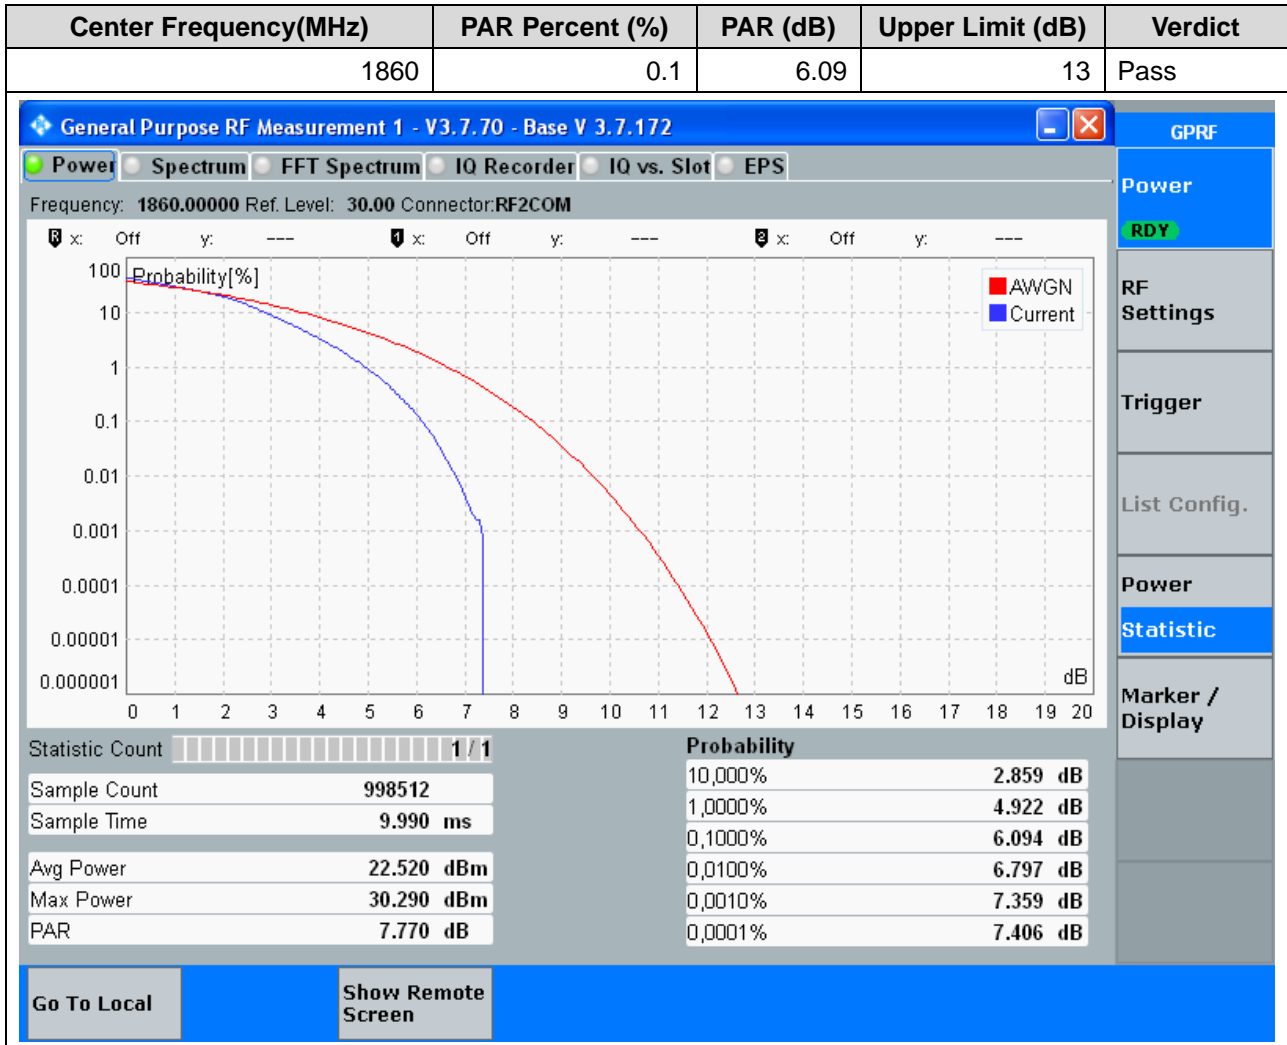 Center Frequency(MHz) PAR Percent (%) PAR (dB) Upper Limit (dB) Verdict
1860 0.1 6.09 13 Pass
General Purpose RF Measurement 1 - V3.7.70 - Base V 3.7.172
GPRF
Power Spectrum FFT Spectrum IQ Recorder IQ vs. Slot EPS
Frequency: 1860.00000 Ref. Level: 30.00 Connector:RF2COM
R x: Off y: --- 1 x: Off y: --- 2 x: Off y: ---
Probability[%]
AWGN
Current
100
10
1
0.1
0.01
0.001
0.0001
0.00001
0.000001
dB
0 1 2 3 4 5 6 7 8 9 10 11 12 13 14 15 16 17 18 19 20
Statistic Count 1 / 1
Sample Count 998512
Sample Time 9.990 ms
Avg Power 22.520 dBm
Max Power 30.290 dBm
PAR 7.770 dB
Probability
10,000% 2.859 dB
1,0000% 4.922 dB
0,1000% 6.094 dB
0,0100% 6.797 dB
0,0010% 7.359 dB
0,0001% 7.406 dB
Power
RDY
RF
Settings
Trigger
List Config.
Power
Statistic
Marker /
Display
Go To Local
Show Remote
Screen